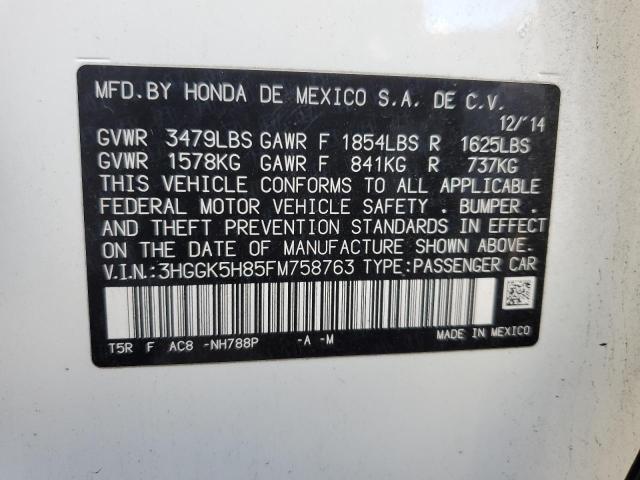 MFD.BY HONDA DE MEXICO S.A. DE C.V.
12/'14
GVWR 3479LBS GAWR F 1854LBS R 1625LBS
GVWR 1578KG GAWR F 841KG R 737KG
THIS VEHICLE CONFORMS TO ALL APPLICABLE
FEDERAL MOTOR VEHICLE SAFETY . BUMPER .
AND THEFT PREVENTION STANDARDS IN EFFECT
ON THE DATE OF MANUFACTURE SHOWN ABOVE.
V.I.N.:3HGGK5H85FM758763 TYPE:PASSENGER CAR
T5R F AC8 -NH788P -A -M
MADE IN MEXICO